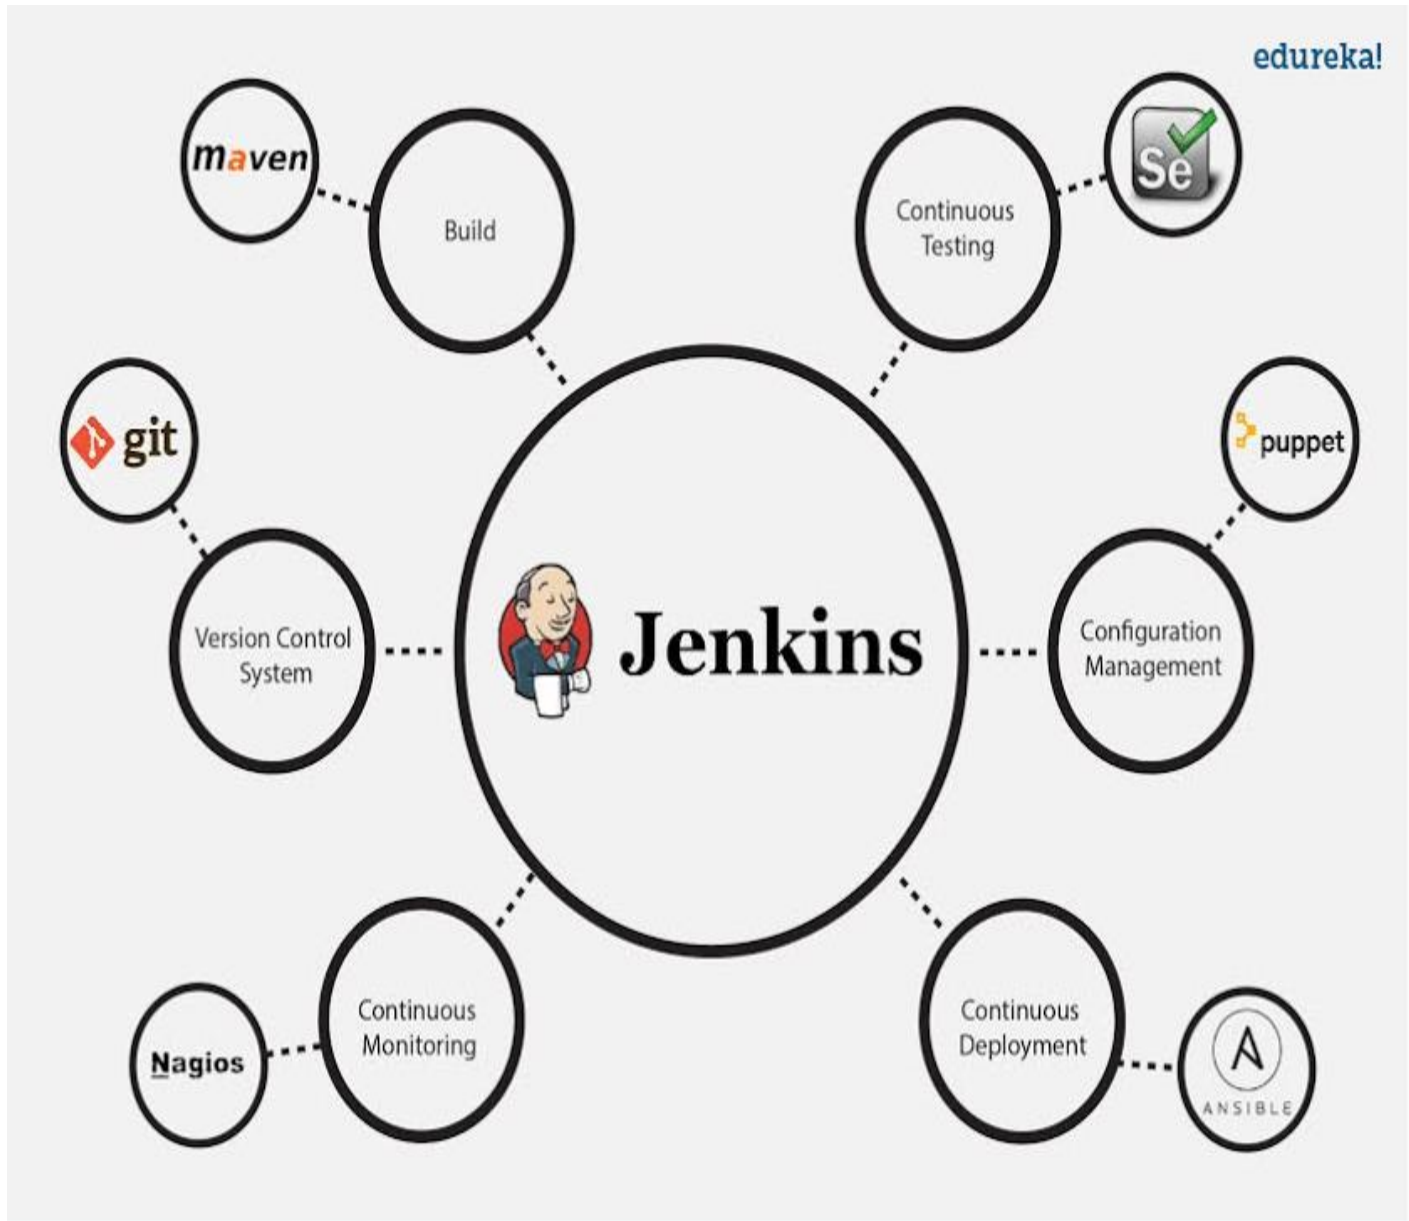 edureka!
maven
Build
Continuous
Testing
Se
git
puppet
Version Control
System
Jenkins
Configuration
Management
Continuous
Monitoring
Nagios
Continuous
Deployment
A
ANSIBLE